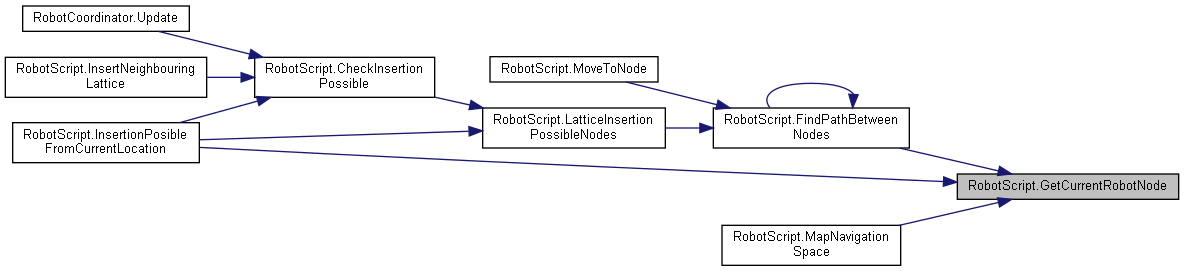 RobotCoordinator.Update
RobotScript.InsertNeighbouring
Lattice
RobotScript.InsertionPosible
FromCurrentLocation
RobotScript.CheckInsertion
Possible
RobotScript.MoveToNode
RobotScript.LatticeInsertion
PossibleNodes
RobotScript.FindPathBetween
Nodes
RobotScript.GetCurrentRobotNode
RobotScript.MapNavigation
Space